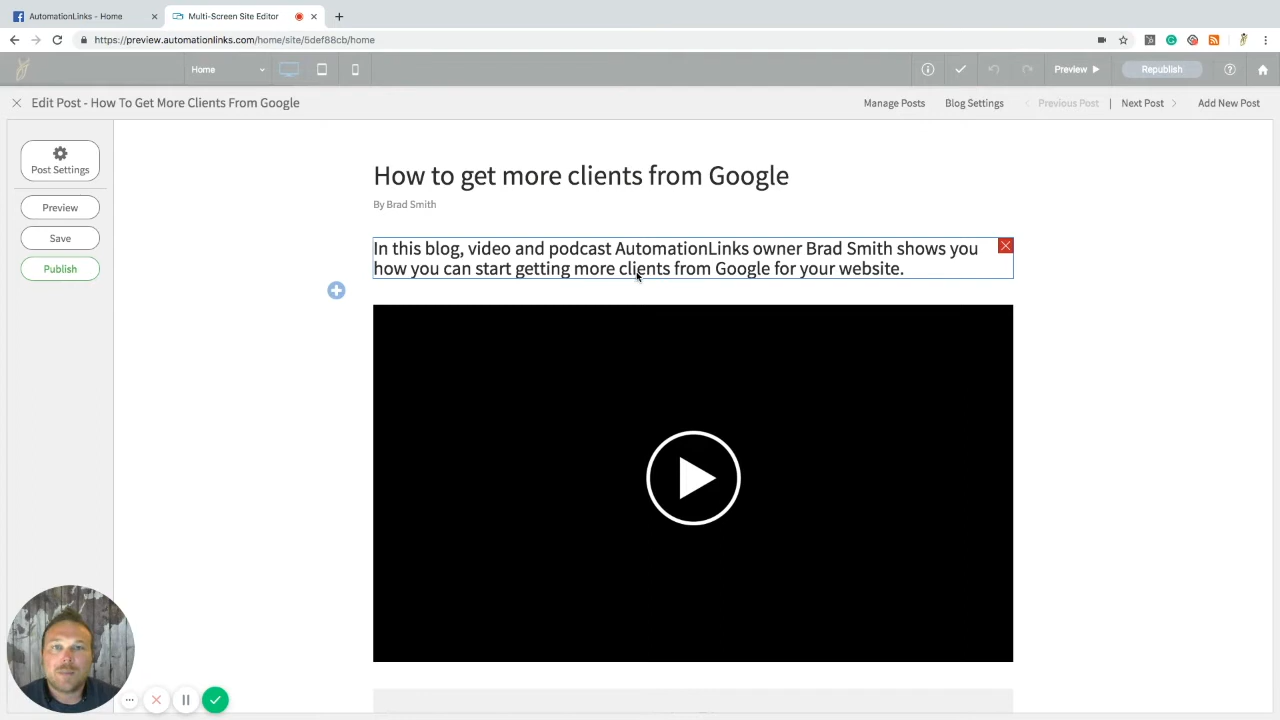 AutomationLinks - Home
Multi-Screen Site Editor
https://preview.automationlinks.com/home/site/5def88cb/home
Home
Preview
Republish
Edit Post - How To Get More Clients From Google
Manage Posts
Blog Settings
Previous Post
|
Next Post
Add New Post
Post Settings
Preview
Save
Publish
How to get more clients from Google
By Brad Smith
In this blog, video and podcast AutomationLinks owner Brad Smith shows you
how you can start getting more clients from Google for your website.